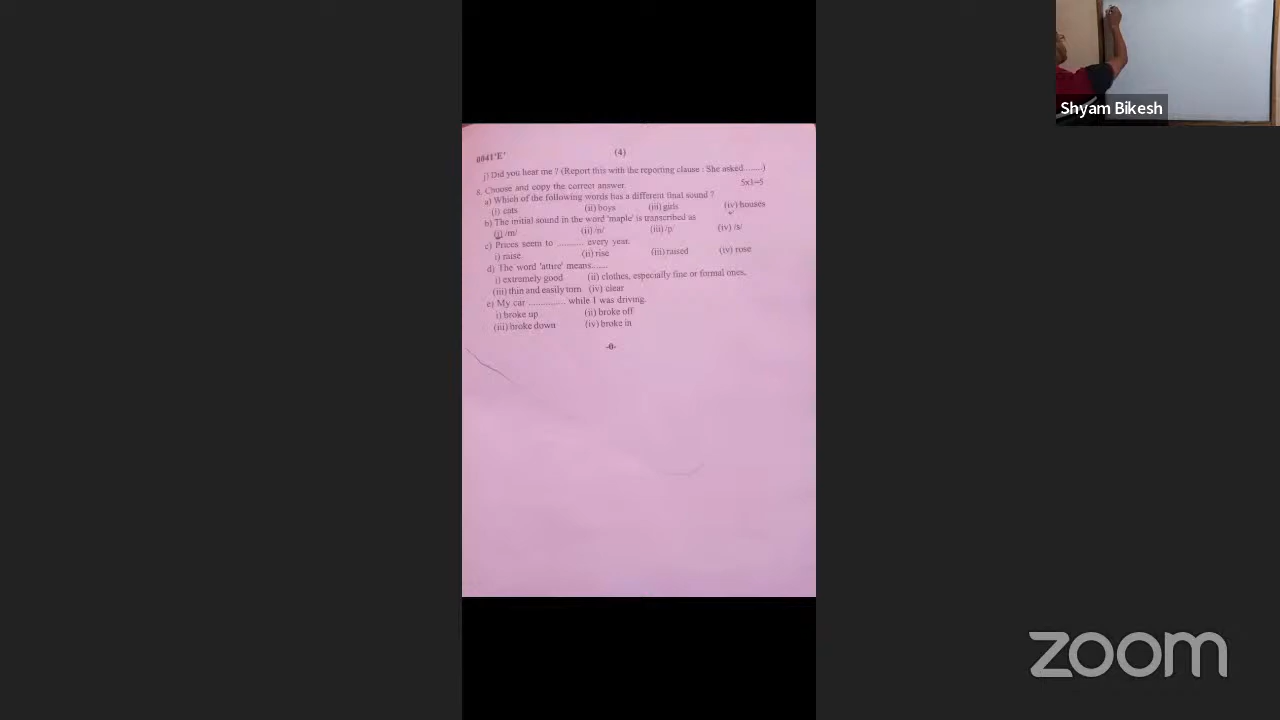 Shyam Bikesh
0041'E'
(4)
j) Did you hear me ? (Report this with the reporting clause : She asked........)
8. Choose and copy the correct answer. 5x1=5
a) Which of the following words has a different final sound ?
(i) cats (ii) boys (iii) girls (iv) houses
b) The initial sound in the word 'maple' is transcribed as
(i) /m/ (ii) /n/ (iii) /p/ (iv) /s/
c) Prices seem to .......... every year.
i) raise (ii) rise (iii) raised (iv) rose
d) The word 'attire' means......
i) extramely good (ii) clothes, especially fine or formal ones.
(iii) thin and easily torn (iv) clear
e) My car .............. while I was driving.
i) broke up (ii) broke off
(iii) broke down (iv) broke in
-0-
zoom